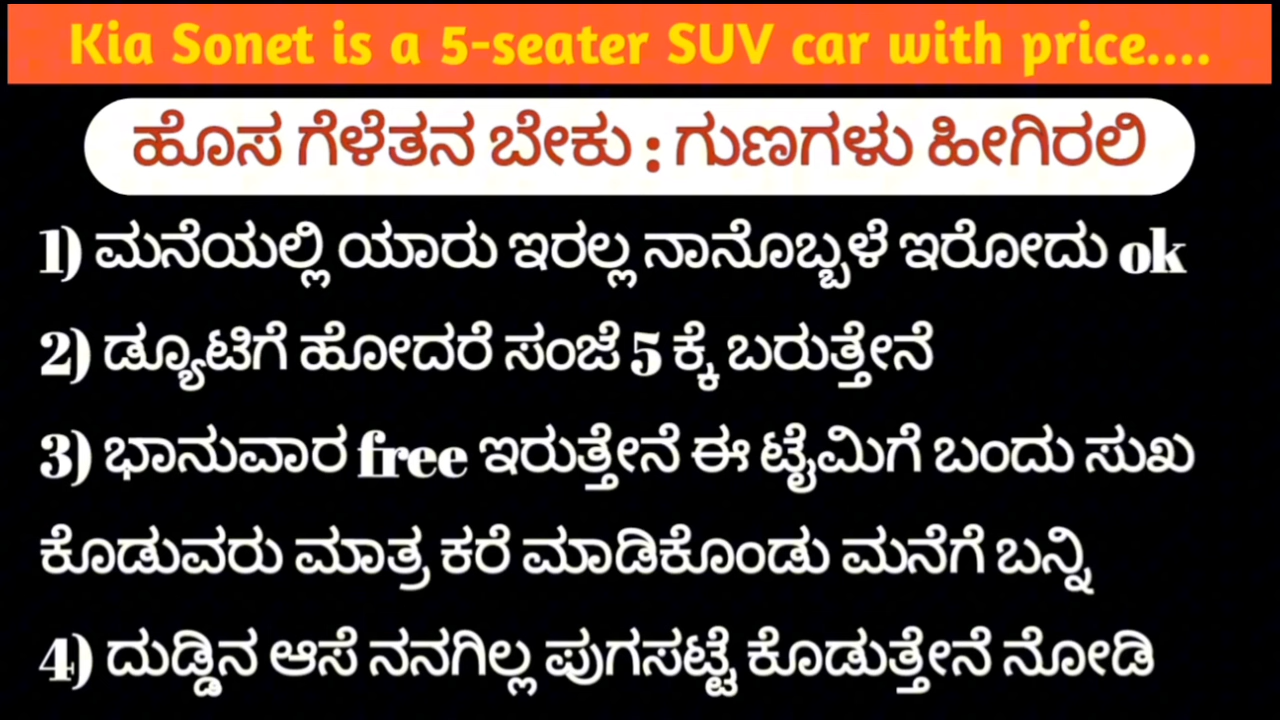 Kia Sonet is a 5-seater SUV car with price....
ಹೊಸ ಗೆಳೆತನ ಬೇಕು : ಗುಣಗಳು ಹೀಗಿರಲಿ
1) ಮನೆಯಲ್ಲಿ ಯಾರು ಇರಲ್ಲ ನಾನೊಬ್ಬಳೆ ಇರೋದು ok
2) ಡ್ಯೂಟಿಗೆ ಹೋದರೆ ಸಂಜೆ 5 ಕ್ಕೆ ಬರುತ್ತೇನೆ
3) ಭಾನುವಾರ free ಇರುತ್ತೇನೆ ಈ ಟೈಮಿಗೆ ಬಂದು ಸುಖ
ಕೊಡುವರು ಮಾತ್ರ ಕರೆ ಮಾಡಿಕೊಂಡು ಮನೆಗೆ ಬನ್ನಿ
4) ದುಡ್ಡಿನ ಆಸೆ ನನಗಿಲ್ಲ ಪುಗಸಟ್ಟೆ ಕೊಡುತ್ತೇನೆ ನೋಡಿ